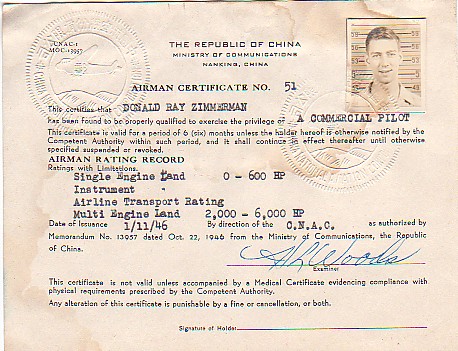 CNAC-1
MOC-13957
THE REPUBLIC OF CHINA
MINISTRY OF COMMUNICATIONS
NANKING, CHINA
AIRMAN CERTIFICATE NO. 51
This certifies that DONALD RAY ZIMMERMAN
has been found to be properly qualified to exercise the privilege of A COMMERCIAL PILOT
This certificate is valid for a period of 6 (six) months unless the holder hereof is otherwise notified by the
Competent Authority within such period, and it shall continue in effect thereafter until otherwise
specified suspended or revoked.
AIRMAN RATING RECORD
Ratings with Limitations.
Single Engine Land 0 - 600 HP
Instrument
Airline Transport Rating
Multi Engine Land 2,000 - 6,000 HP
Date of Issuance 1/11/46 By direction of the C.N.A.C. as authorized by
Memorandum No. 13957 dated Oct. 22, 1946 from the Ministry of Communications, the Republic
of China.
Woods
Examiner
This certificate is not valid unless accompanied by a Medical Certificate evidencing compliance with
physical requirements prescribed by the Competent Authority.
Any alteration of this certificate is punishable by a fine or cancellation, or both.
Signature of Holder